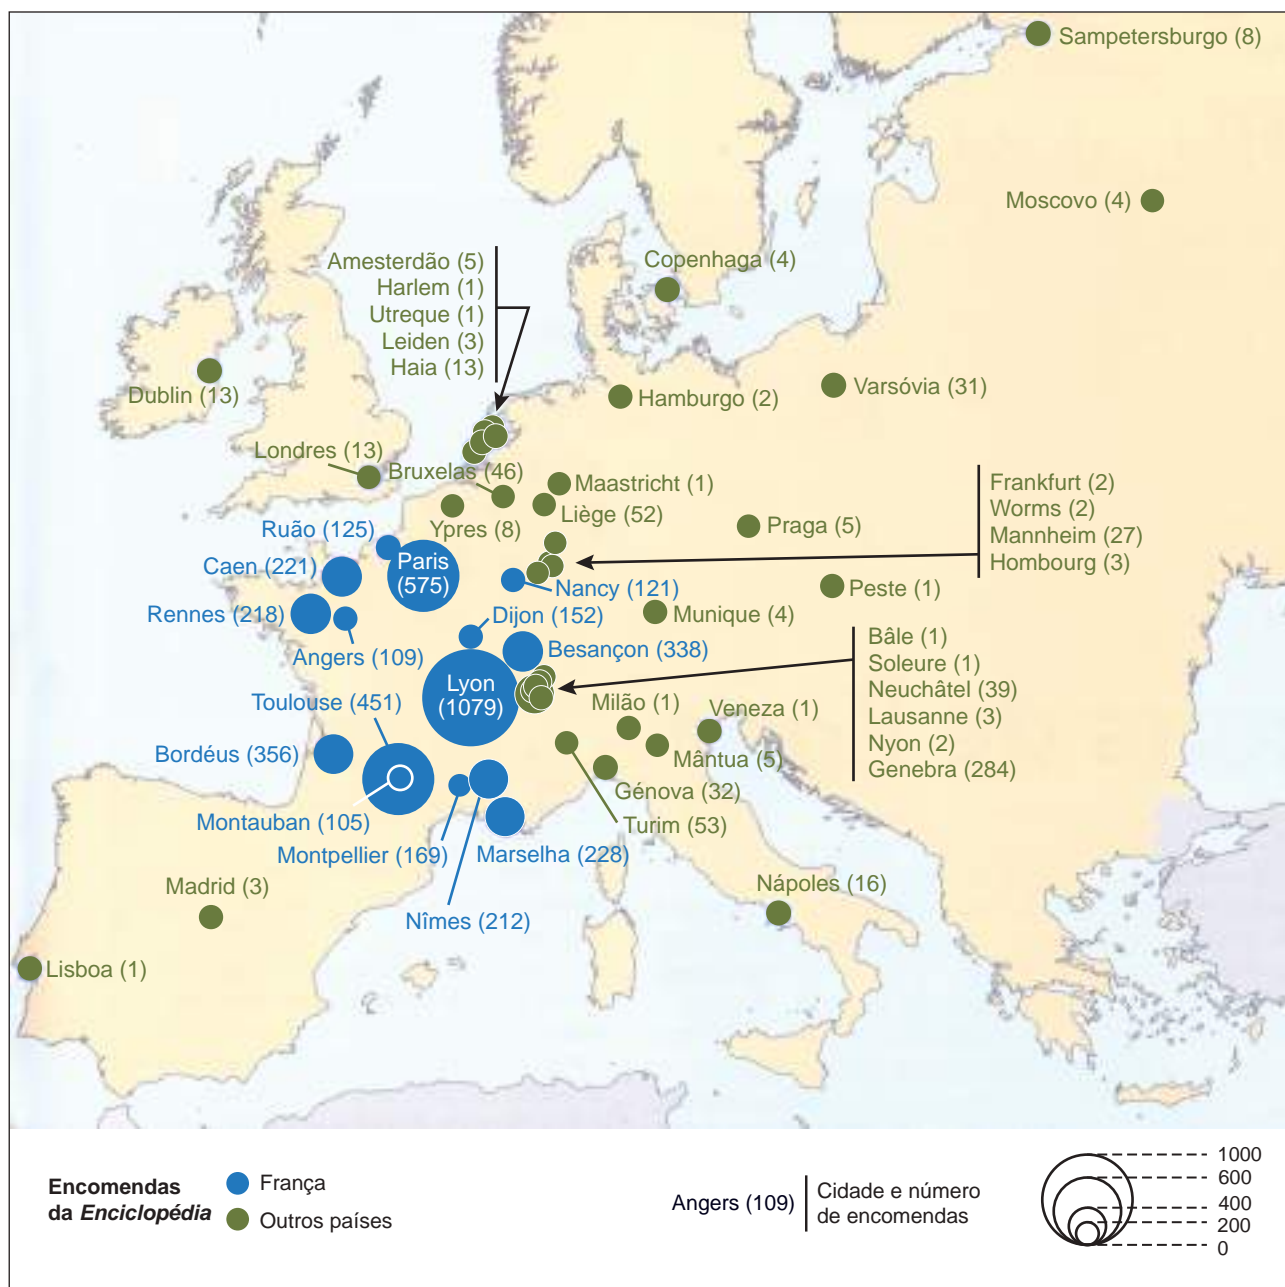 Sampetersburgo (8)
Moscovo (4)
Copenhaga (4)
Amesterdão (5)
Harlem (1)
Utreque (1)
Leiden (3)
Haia (13)
Dublin (13)
Hamburgo (2)
Varsóvia (31)
Londres (13)
Bruxelas (46)
Maastricht (1)
Ypres (8)
Liège (52)
Praga (5)
Frankfurt (2)
Worms (2)
Mannheim (27)
Hombourg (3)
Ruão (125)
Caen (221)
Paris
(575)
Nancy (121)
Peste (1)
Rennes (218)
Dijon (152)
Munique (4)
Angers (109)
Besançon (338)
Bâle (1)
Soleure (1)
Neuchâtel (39)
Lausanne (3)
Nyon (2)
Genebra (284)
Toulouse (451)
Lyon
(1079)
Milão (1)
Veneza (1)
Bordéus (356)
Mântua (5)
Génova (32)
Montauban (105)
Turim (53)
Montpellier (169)
Marselha (228)
Madrid (3)
Nîmes (212)
Nápoles (16)
Lisboa (1)
Encomendas
da Enciclopédia
França
Outros países
Angers (109)
Cidade e número
de encomendas
1000
600
400
200
0